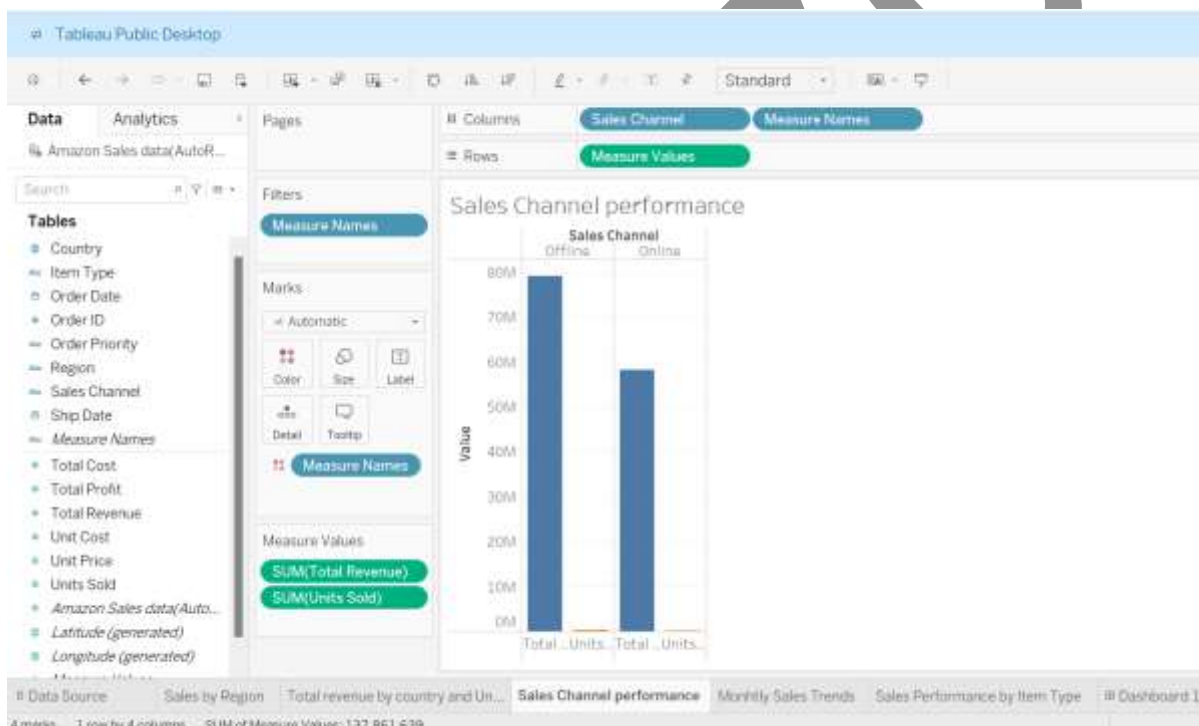 Tableau Public Desktop
Standard
Data Analytics
Amazon Sales data(AutoR...
Search
Tables
Country
Item Type
Order Date
Order ID
Order Priority
Region
Sales Channel
Ship Date
Measure Names
Total Cost
Total Profit
Total Revenue
Unit Cost
Unit Price
Units Sold
Amazon Sales data(Auto...
Latitude (generated)
Longitude (generated)
Pages
Filters
Measure Names
Marks
Automatic
Color Size Label
Detail Tooltip
Measure Names
Measure Values
SUM(Total Revenue)
SUM(Units Sold)
Columns Sales Channel Measure Names
Rows Measure Values
Sales Channel performance
Sales Channel
Offline Online
Value
80M
70M
60M
50M
40M
30M
20M
10M
0M
Total .. Units.. Total .. Units..
Data Source Sales by Region Total revenue by country and Un... Sales Channel performance Monthly Sales Trends Sales Performance by Item Type Dashboard 1
4 marks 1 row by 4 columns SUM of Measure Values: 137,861,639